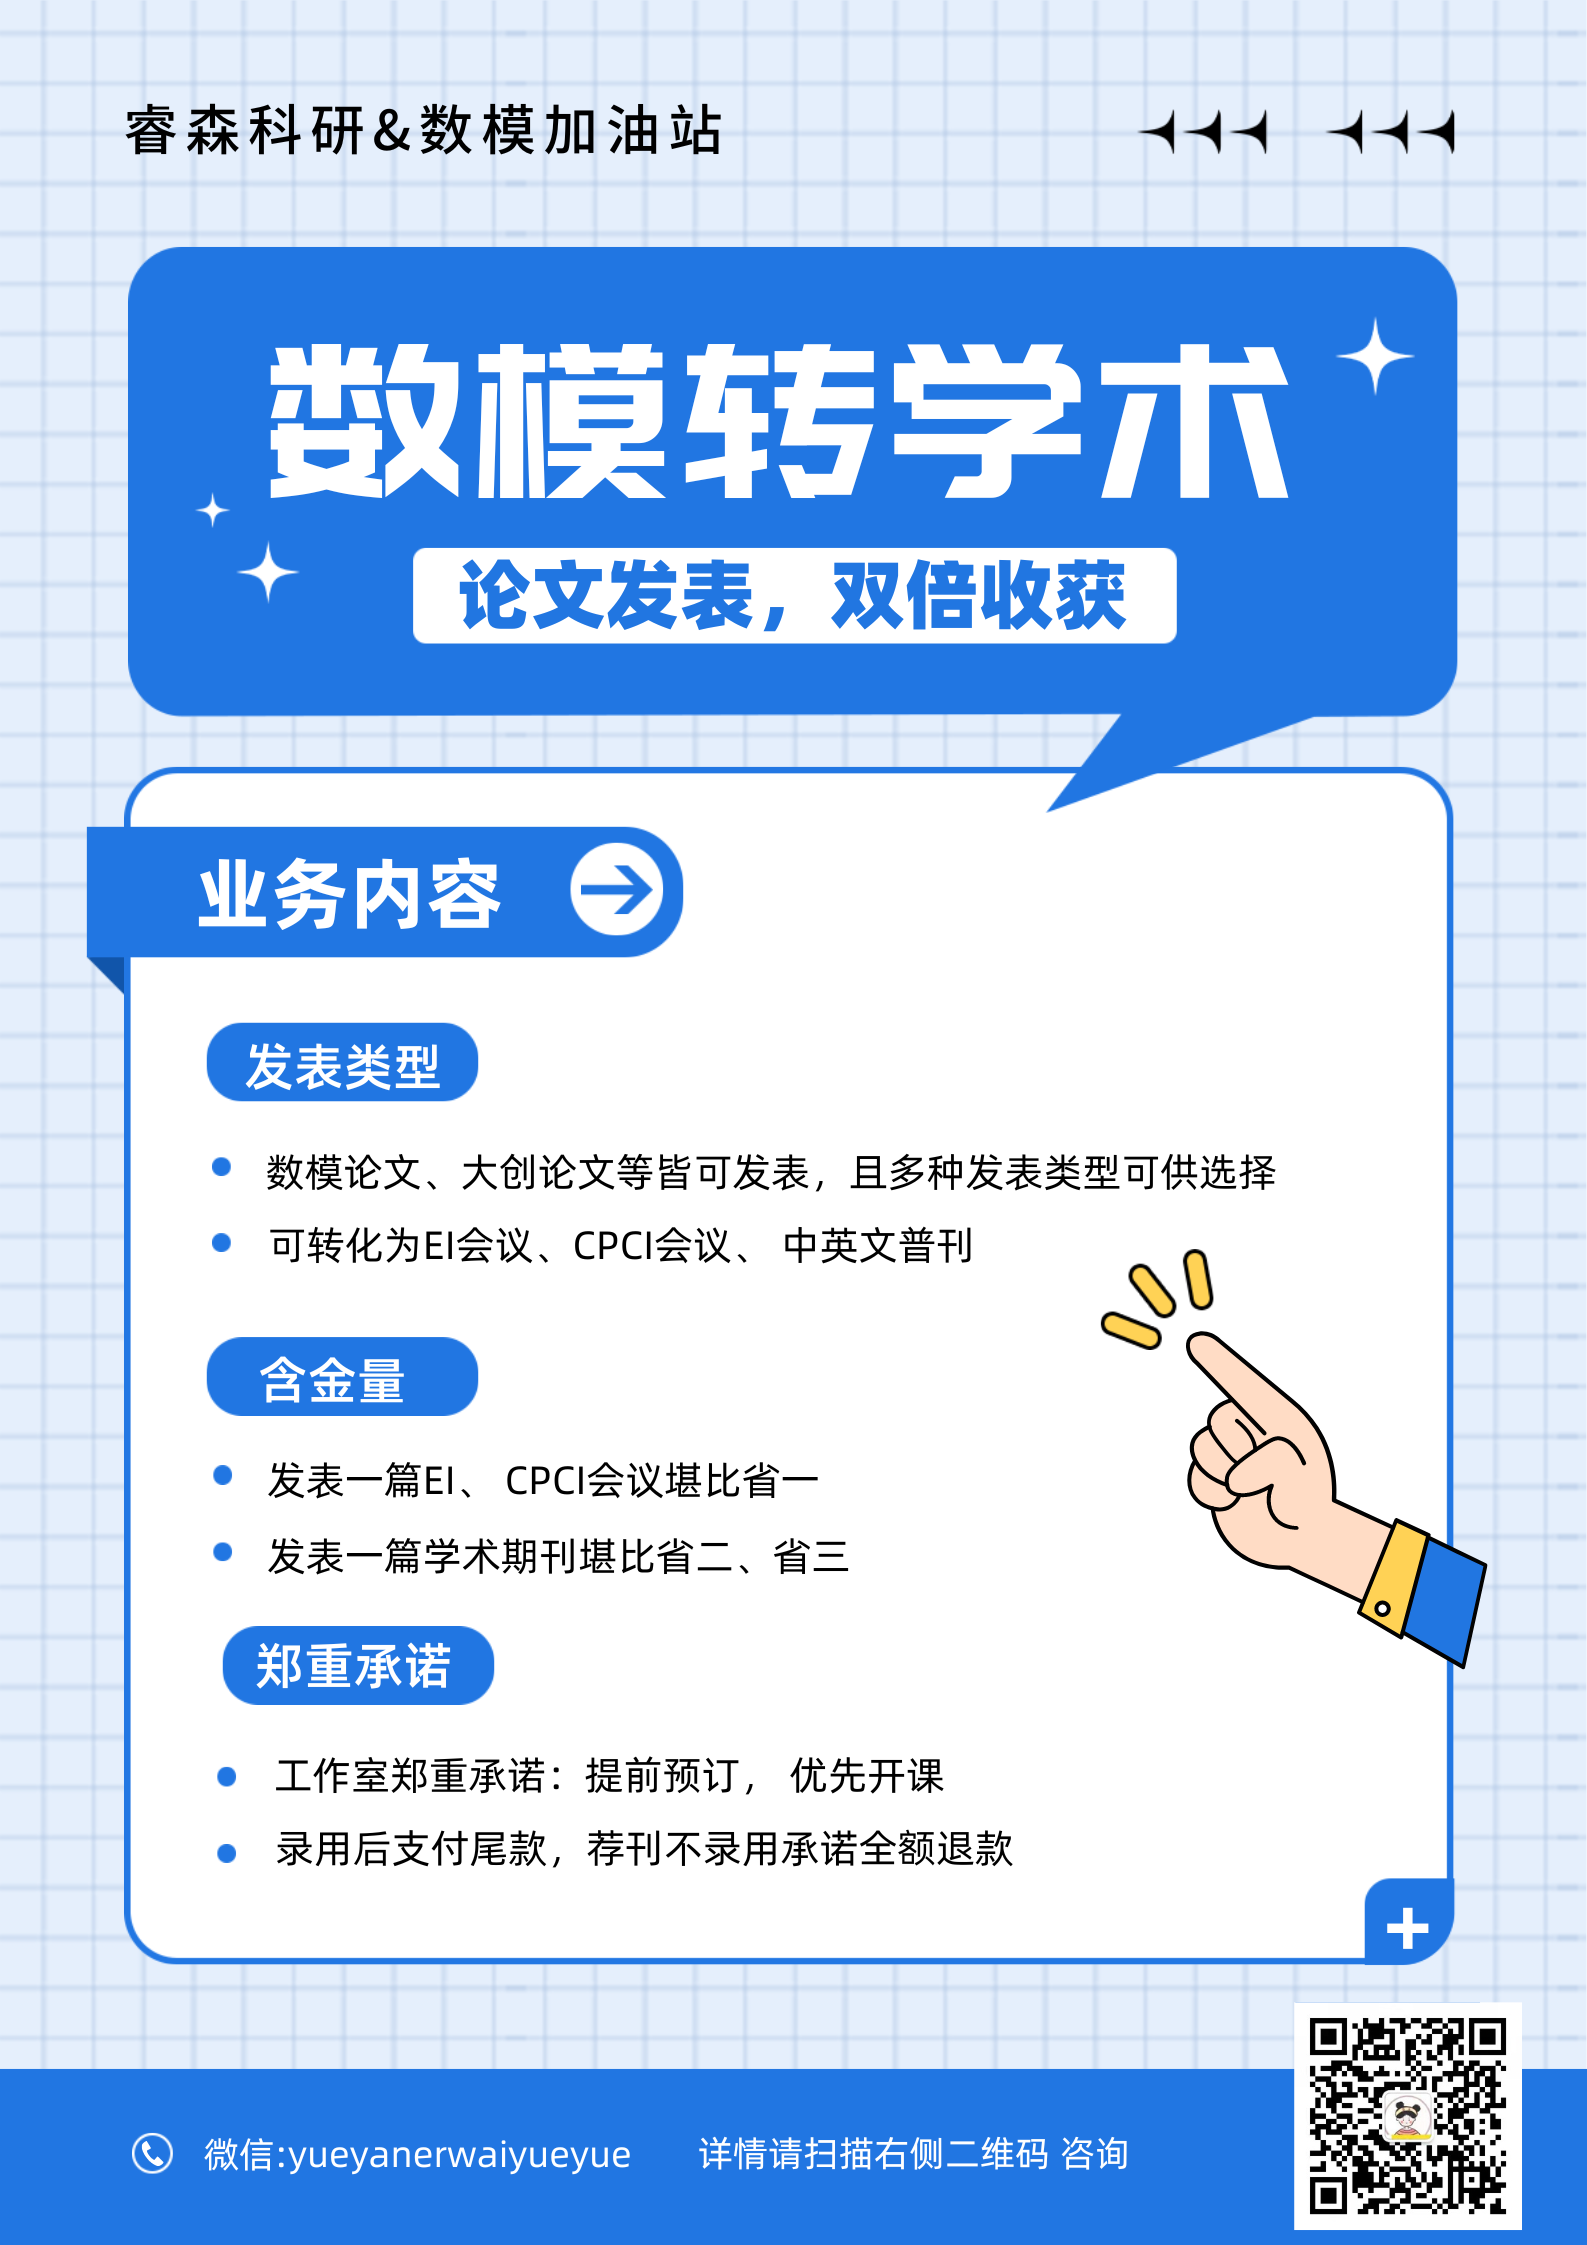 睿森科研&数模加油站
数模转学术
论文发表，双倍收获
业务内容
发表类型
数模论文、大创论文等皆可发表，且多种发表类型可供选择
可转化为EI会议、CPCI会议、 中英文普刊
含金量
发表一篇EI、 CPCI会议堪比省一
发表一篇学术期刊堪比省二、省三
郑重承诺
工作室郑重承诺：提前预订， 优先开课
录用后支付尾款，荐刊不录用承诺全额退款
微信:yueyanerwaiyueyue 详情请扫描右侧二维码 咨询